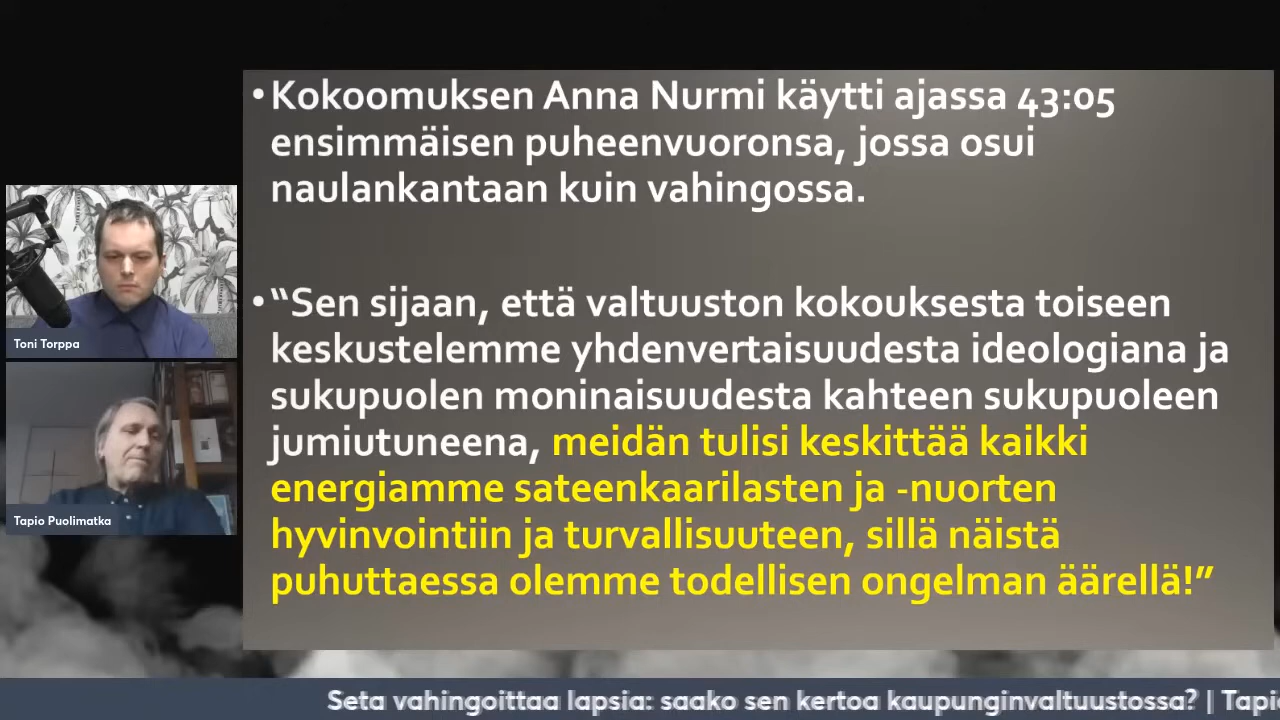 •Kokoomuksen Anna Nurmi käytti ajassa 43:05
ensimmäisen puheenvuoronsa, jossa osui
naulankantaan kuin vahingossa.
•“Sen sijaan, että valtuuston kokouksesta toiseen
keskustelemme yhdenvertaisuudesta ideologiana ja
sukupuolen moninaisuudesta kahteen sukupuoleen
jumiutuneena, meidän tulisi keskittää kaikki
energiamme sateenkaarilasten ja -nuorten
hyvinvointiin ja turvallisuuteen, sillä näistä
puhuttaessa olemme todellisen ongelman äärellä!”
Toni Torppa
Tapio Puolimatka
Seta vahingoittaa lapsia: saako sen kertoa kaupunginvaltuustossa? | Tapio